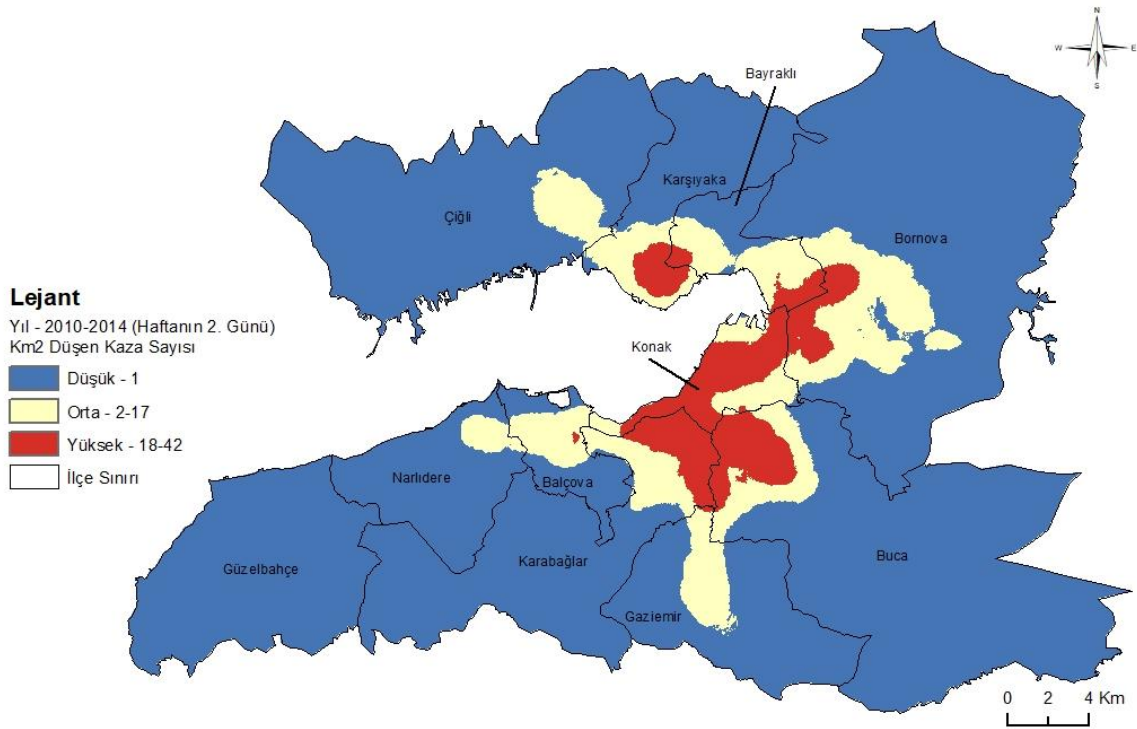 N
W E
S
Bayraklı
Karşıyaka
Çiğli
Bornova
Lejant
Yıl - 2010-2014 (Haftanın 2. Günü)
Km2 Düşen Kaza Sayısı
Düşük - 1
Orta - 2-17
Yüksek - 18-42
İlçe Sınırı
Konak
Narlıdere
Balçova
Güzelbahçe
Karabağlar
Buca
Gaziemir
0 2 4 Km